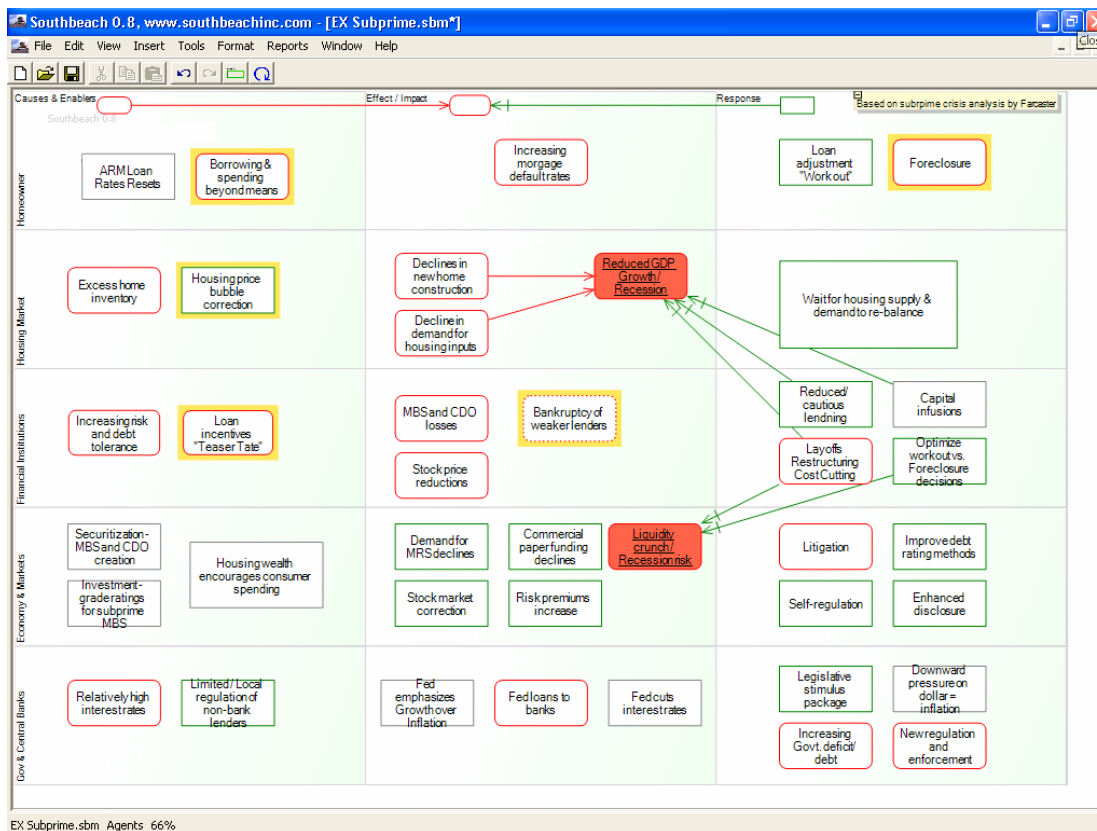 Southbeach 0.8, www.southbeachinc.com - [EX Subprime.sbm*]
File Edit View Insert Tools Format Reports Window Help
Clos
Causes & Enablers
Effect / Impact
Response
Based on subprime crisis analysis by Farcaster
Southbeach 0.8
Homeowner
ARM Loan
Rates Resets
Borrowing &
spending
beyond means
Increasing
morgage
default rates
Loan
adjustment
"Work out"
Foreclosure
Housing Market
Excess home
inventory
Housing price
bubble
correction
Declines in
new home
construction
Decline in
demand for
housing inputs
Reduced GDP
Growth /
Recession
Wait for housing supply &
demand to re-balance
Financial Institutions
Increasing risk
and debt
tolerance
Loan
incentives
"Teaser Tate"
MBS and CDO
losses
Stock price
reductions
Bankruptcy of
weaker lenders
Reduced/
cautious
lendning
Capital
infusions
Layoffs
Restructuring
Cost Cutting
Optimize
workout vs.
Foreclosure
decisions
Economy & Markets
Securitization-
MBS and CDO
creation
Investment-
grade ratings
for subprime
MBS
Housing wealth
encourages consumer
spending
Demand for
MRS declines
Commercial
paper funding
declines
Liquidity
crunch /
Recession risk
Stock market
correction
Risk premiums
increase
Litigation
Improve debt
rating methods
Self-regulation
Enhanced
disclosure
Gov & Central Banks
Relatively high
interest rates
Limited / Local
regulation of
non-bank
lenders
Fed
emphasizes
Growth over
Inflation
Fed loans to
banks
Fed cuts
interest rates
Legislative
stimulus
package
Downward
pressure on
dollar =
inflation
Increasing
Govt. deficit/
debt
New regulation
and
enforcement
EX Subprime.sbm Agents 66%